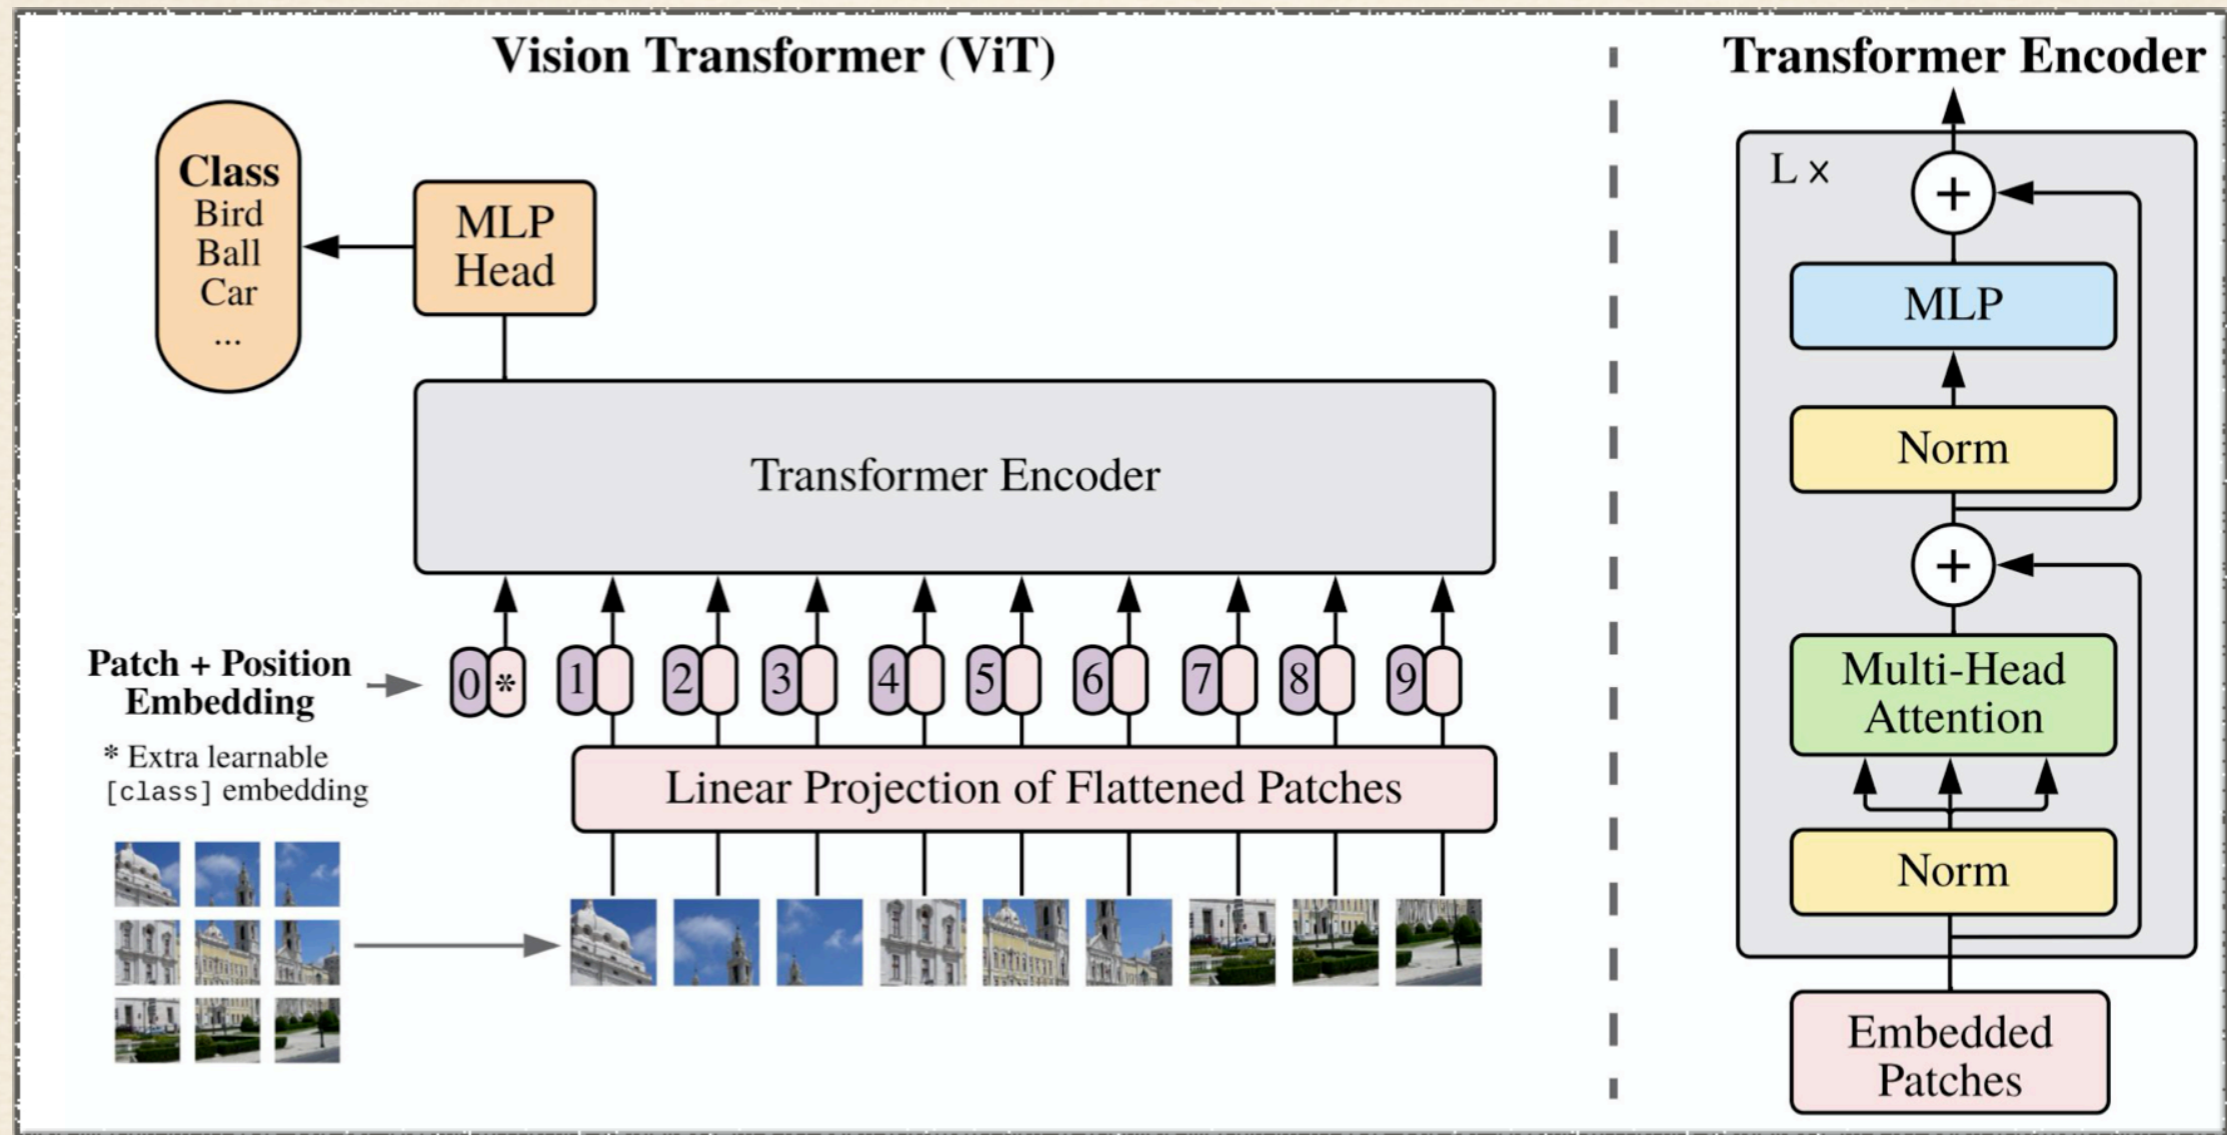 Vision Transformer (ViT)
Class
Bird
Ball
Car
...
MLP
Head
Transformer Encoder
Patch + Position
Embedding
0 * 1 2 3 4 5 6 7 8 9
* Extra learnable
[class] embedding
Linear Projection of Flattened Patches
Transformer Encoder
L ×
+
MLP
Norm
+
Multi-Head
Attention
Norm
Embedded
Patches